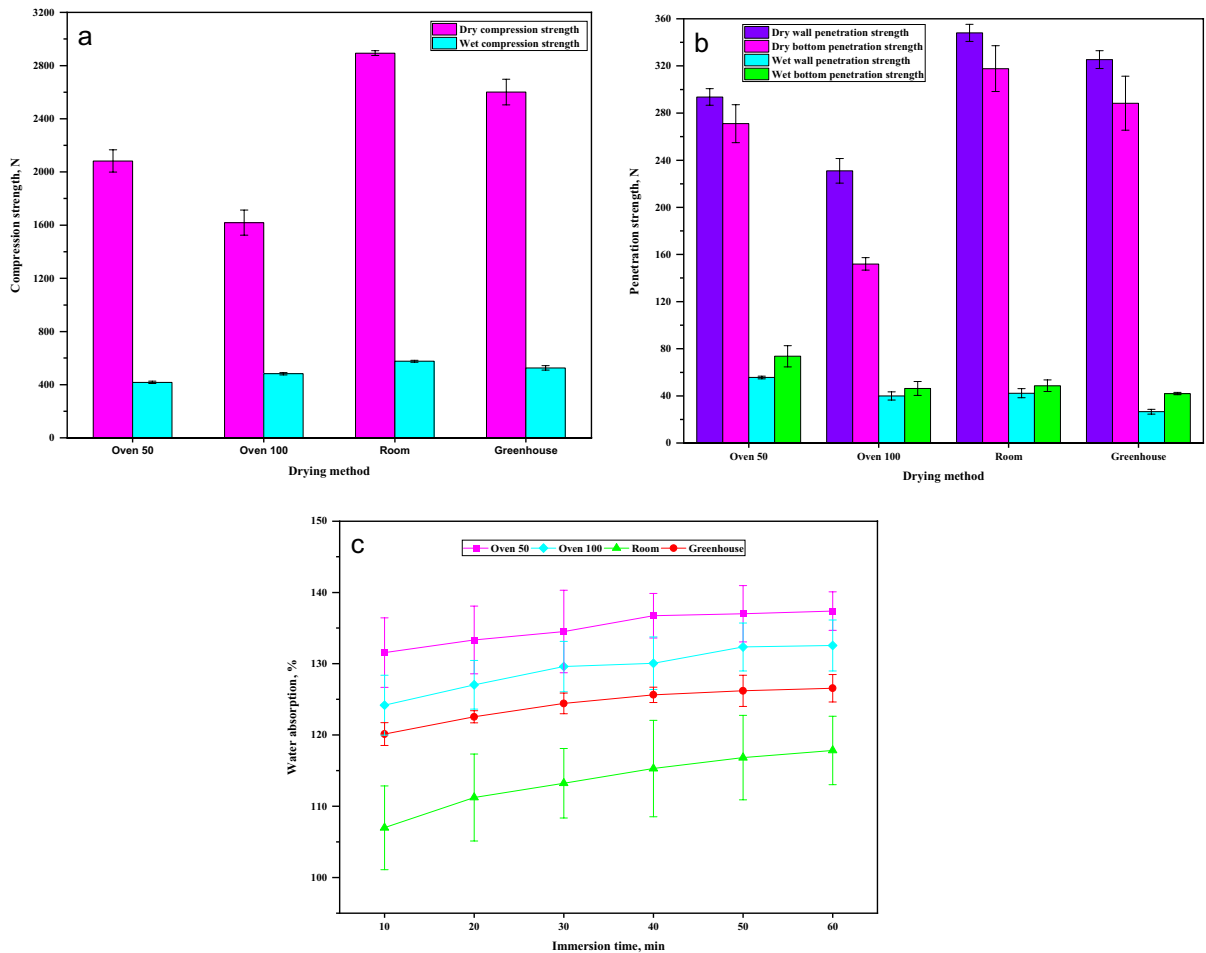 a
Dry compression strength
Wet compression strength
Compression strength, N
3200
2800
2400
2000
1600
1200
800
400
0
Oven 50 Oven 100 Room Greenhouse
Drying method
b
Dry wall penetration strength
Dry bottom penetration strength
Wet wall penetration strength
Wet bottom penetration strength
Penetration strength, N
360
320
280
240
200
160
120
80
40
0
Oven 50 Oven 100 Room Greenhouse
Drying method
c
Oven 50 Oven 100 Room Greenhouse
Water absorption, %
150
140
130
120
110
100
10 20 30 40 50 60
Immersion time, min